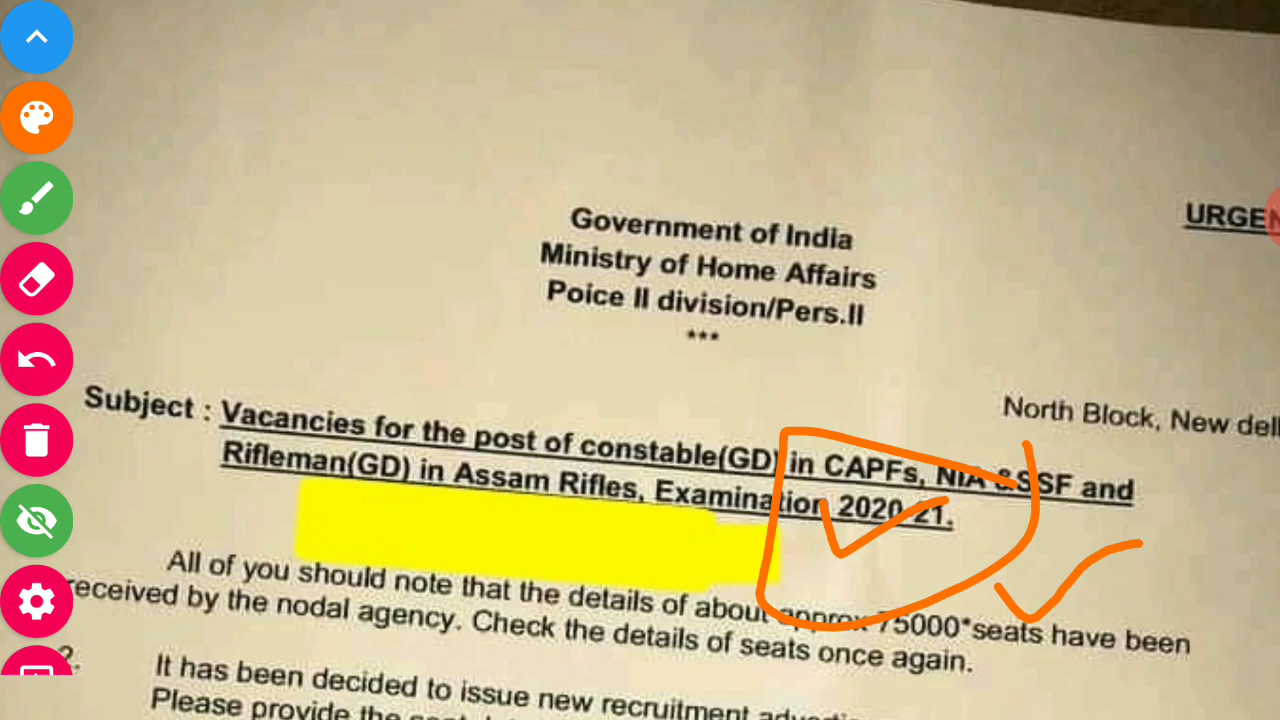 URGE
Government of India
Ministry of Home Affairs
Poice II division/Pers.II
***
North Block, New del
Subject : Vacancies for the post of constable(GD) in CAPFs, NIA &SSF and
Rifleman(GD) in Assam Rifles, Examination 2020-21.
All of you should note that the details of about approx 75000*seats have been
received by the nodal agency. Check the details of seats once again.
2. It has been decided to issue new recruitment
Please provide the